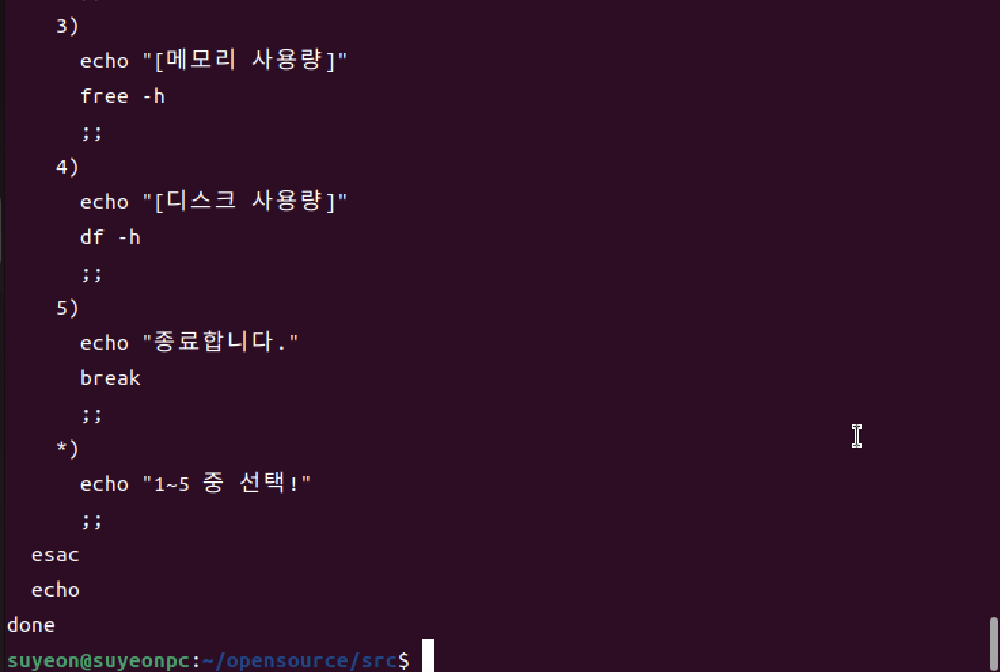 ;;
    3)
      echo "[메모리 사용량]"
      free -h
      ;;
    4)
      echo "[디스크 사용량]"
      df -h
      ;;
    5)
      echo "종료합니다."
      break
      ;;
    *)
      echo "1~5 중 선택!"
      ;;
  esac
  echo
done
suyeon@suyeonpc:~/opensource/src$